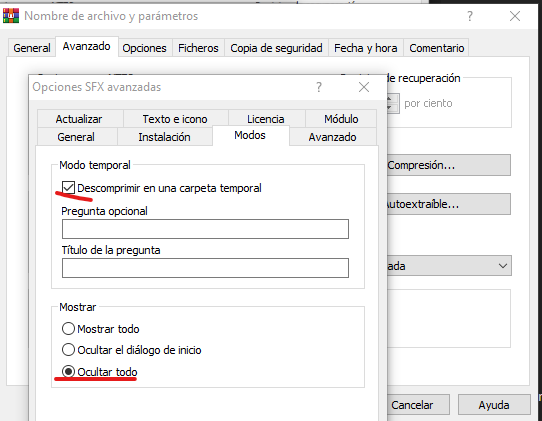 Nombre de archivo y parámetros
?
General Avanzado Opciones Ficheros Copia de seguridad Fecha y hora Comentario
de recuperación
Opciones SFX avanzadas ?
por ciento
Actualizar Texto e icono Licencia Módulo
General Instalación Modos Avanzado
Modo temporal
Compresión...
Descomprimir en una carpeta temporal
Autoextraíble...
Pregunta opcional
Título de la pregunta
ada
Mostrar
Mostrar todo
Ocultar el diálogo de inicio
Ocultar todo
Cancelar Ayuda